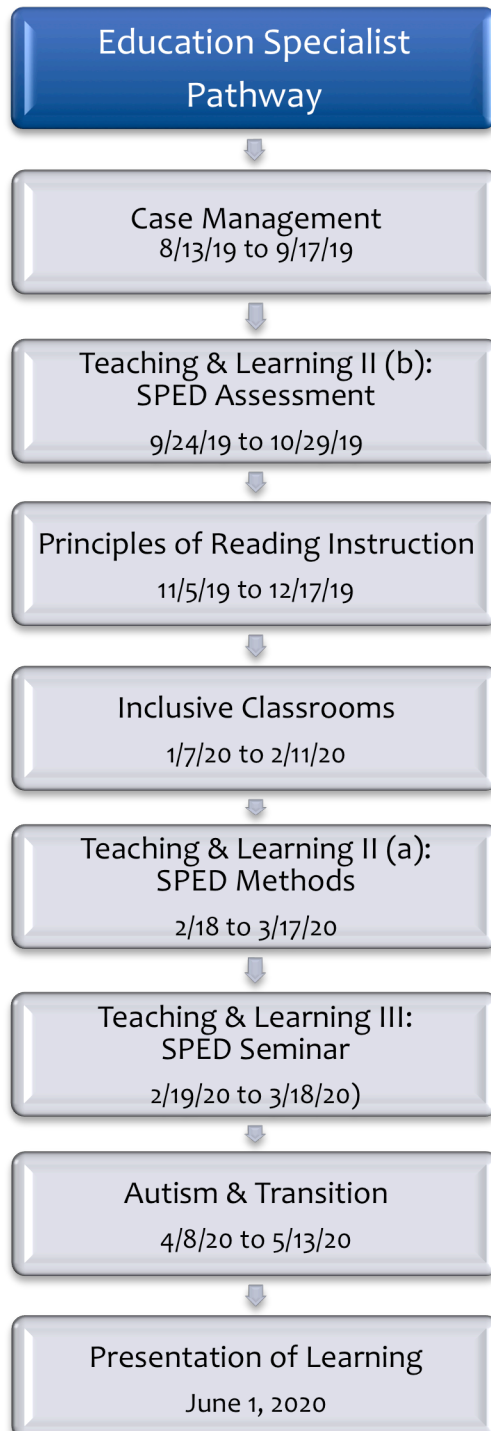 Education Specialist
Pathway
Case Management
8/13/19 to 9/17/19
Teaching & Learning II (b):
SPED Assessment
9/24/19 to 10/29/19
Principles of Reading Instruction
11/5/19 to 12/17/19
Inclusive Classrooms
1/7/20 to 2/11/20
Teaching & Learning II (a):
SPED Methods
2/18 to 3/17/20
Teaching & Learning III:
SPED Seminar
2/19/20 to 3/18/20)
Autism & Transition
4/8/20 to 5/13/20
Presentation of Learning
June 1, 2020